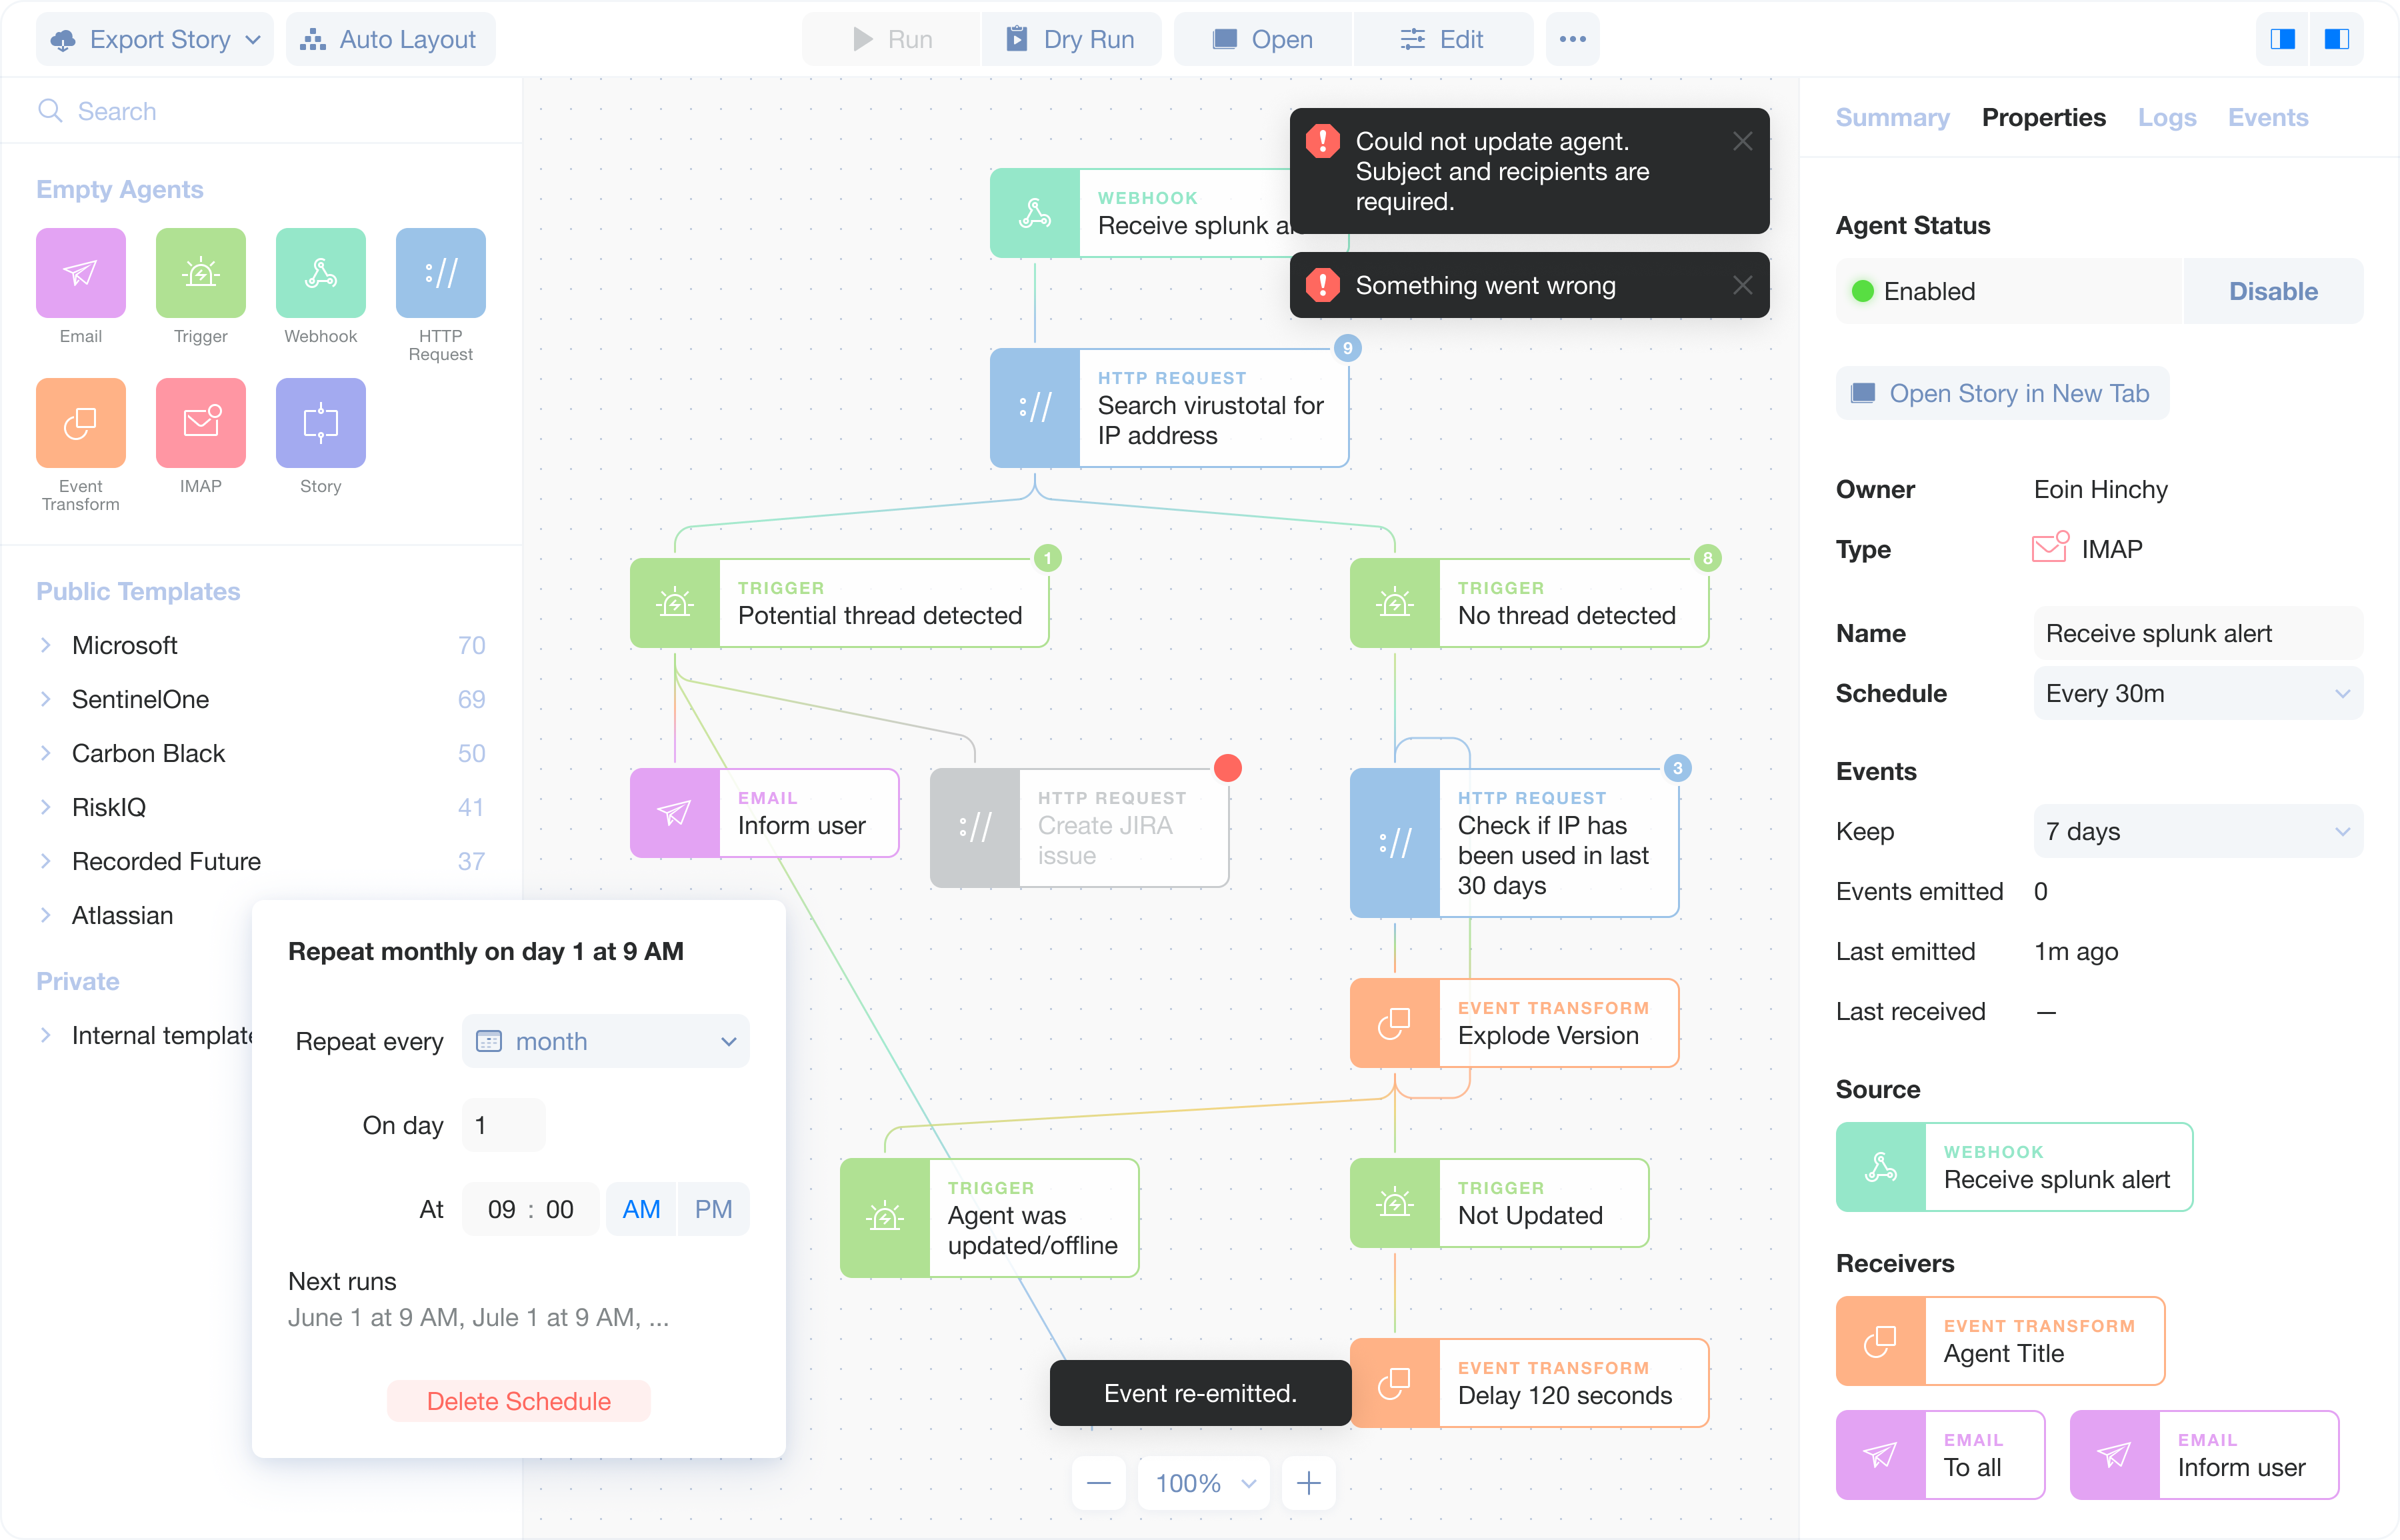 Export Story
Auto Layout
Run
Dry Run
Open
Edit
Search
Empty Agents
Email
Trigger
Webhook
HTTP
Request
Event
Transform
IMAP
Story
Public Templates
Microsoft 70
SentinelOne 69
Carbon Black 50
RiskIQ 41
Recorded Future 37
Atlassian
Private
Internal template
Repeat monthly on day 1 at 9 AM
Repeat every month
On day 1
At 09 : 00 AM PM
Next runs
June 1 at 9 AM, Jule 1 at 9 AM, ...
Delete Schedule
WEBHOOK
Receive splunk
Could not update agent.
Subject and recipients are
required.
Something went wrong
9
HTTP REQUEST
Search virustotal for
IP address
1
TRIGGER
Potential thread detected
8
TRIGGER
No thread detected
EMAIL
Inform user
HTTP REQUEST
Create JIRA
issue
3
HTTP REQUEST
Check if IP has
been used in last
30 days
EVENT TRANSFORM
Explode Version
TRIGGER
Agent was
updated/offline
TRIGGER
Not Updated
EVENT TRANSFORM
Delay 120 seconds
Event re-emitted.
100%
Summary Properties Logs Events
Agent Status
Enabled Disable
Open Story in New Tab
Owner Eoin Hinchy
Type IMAP
Name Receive splunk alert
Schedule Every 30m
Events
Keep 7 days
Events emitted 0
Last emitted 1m ago
Last received —
Source
WEBHOOK
Receive splunk alert
Receivers
EVENT TRANSFORM
Agent Title
EMAIL
To all
EMAIL
Inform user